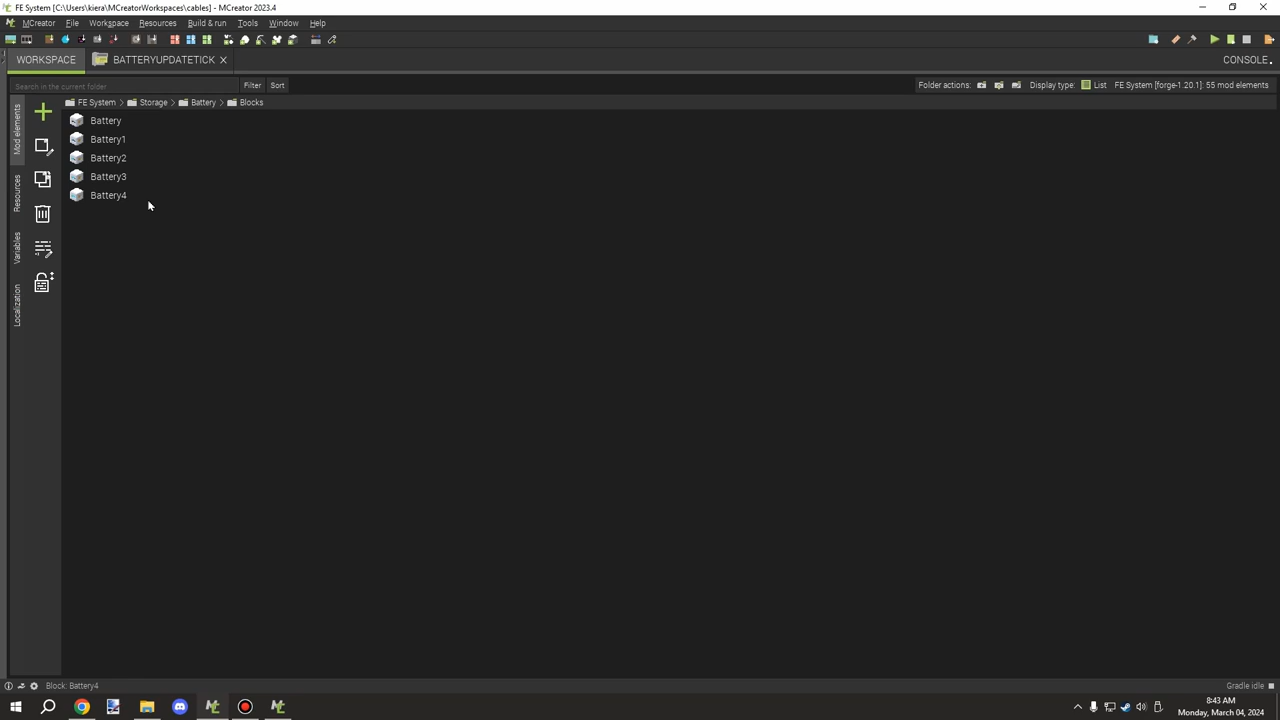 FE System [C:\Users\kiera\MCreatorWorkspaces\cables] - MCreator 2023.4
MCreator File Workspace Resources Build & run Tools Window Help
WORKSPACE BATTERYUPDATETICK CONSOLE
Search in the current folder Filter Sort Folder actions: Display type: List FE System [forge-1.20.1]: 55 mod elements
FE System Storage Battery Blocks
Mod elements
Resources
Variables
Localization
Battery
Battery1
Battery2
Battery3
Battery4
Block: Battery4 Gradle idle
8:43 AM
Monday, March 04, 2024